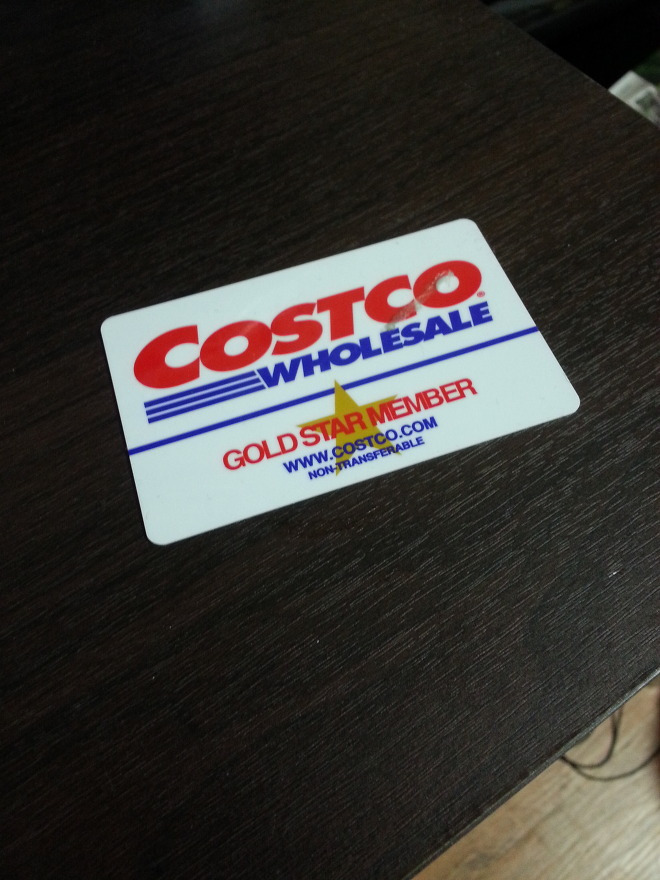 COSTCO®
WHOLESALE
GOLD STAR MEMBER
WWW.COSTCO.COM
NON-TRANSFERABLE